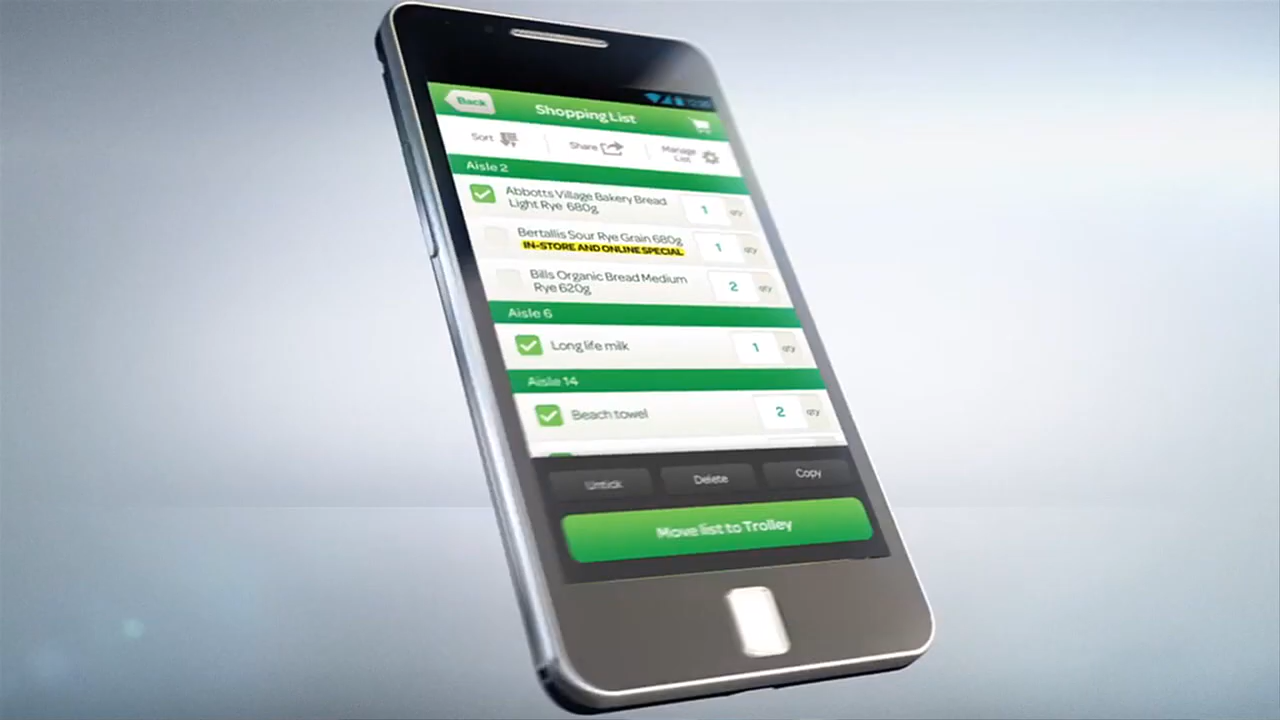 Back
Shopping List
Sort
Share
Manage
List
Aisle 2
Abbotts Village Bakery Bread
Light Rye 680g
1 qty
Bertallis Sour Rye Grain 680g
IN-STORE AND ONLINE SPECIAL
1 qty
Bills Organic Bread Medium
Rye 620g
2 qty
Aisle 6
Long life milk
1 qty
Aisle 14
Beach towel
2 qty
Untick
Delete
Copy
Move list to Trolley